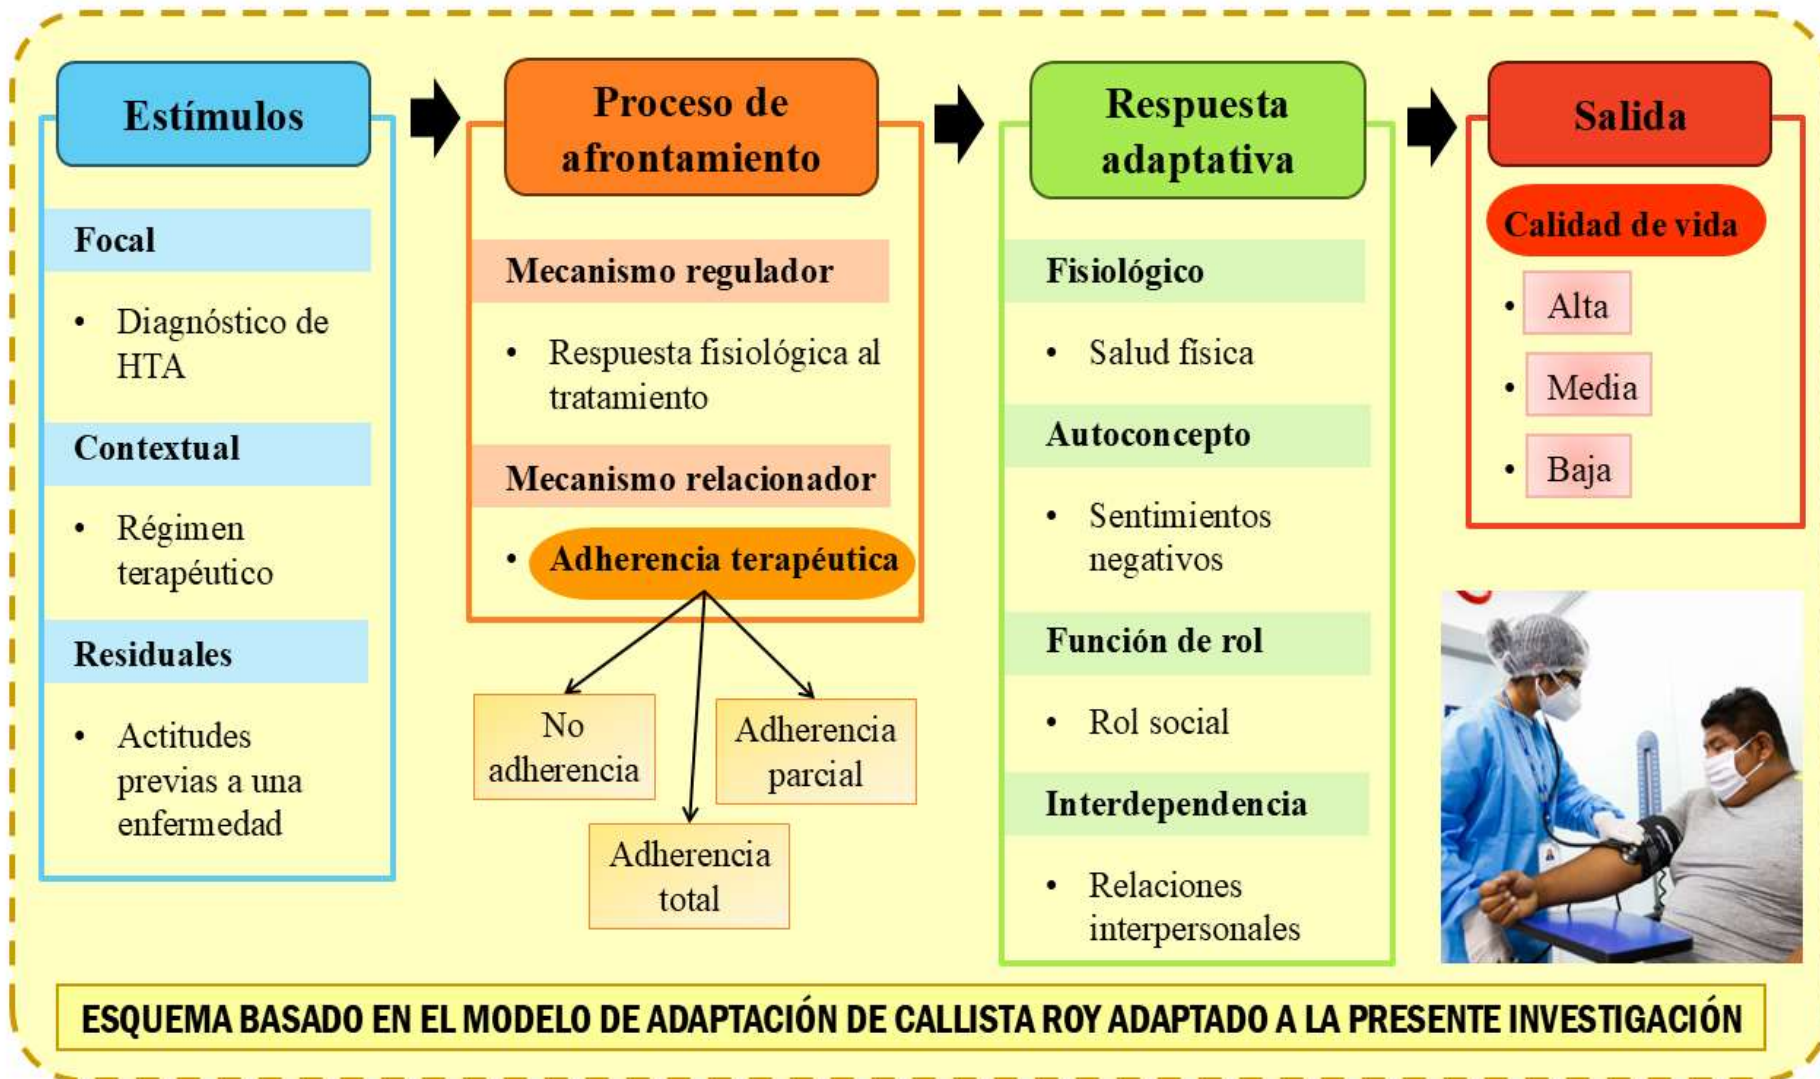 Estímulos
Focal
• Diagnóstico de
HTA
Contextual
• Régimen
terapéutico
Residuales
• Actitudes
previas a una
enfermedad
Proceso de
afrontamiento
Mecanismo regulador
• Respuesta fisiológica al
tratamiento
Mecanismo relacionador
• Adherencia terapéutica
No
adherencia
Adherencia
total
Adherencia
parcial
Respuesta
adaptativa
Fisiológico
• Salud física
Autoconcepto
• Sentimientos
negativos
Función de rol
• Rol social
Interdependencia
• Relaciones
interpersonales
Salida
Calidad de vida
• Alta
• Media
• Baja
ESQUEMA BASADO EN EL MODELO DE ADAPTACIÓN DE CALLISTA ROY ADAPTADO A LA PRESENTE INVESTIGACIÓN